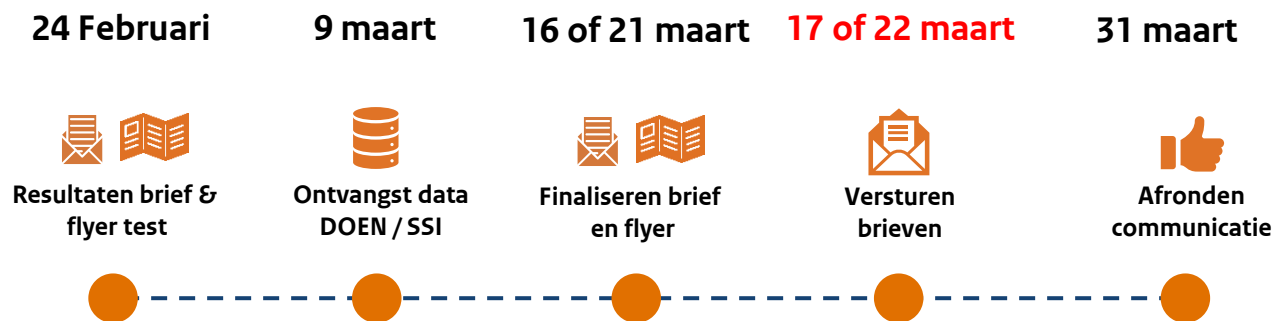 24 Februari
9 maart
16 of 21 maart
17 of 22 maart
31 maart
Resultaten brief &
flyer test
Ontvangst data
DOEN / SSI
Finaliseren brief
en flyer
Versturen
brieven
Afronden
communicatie